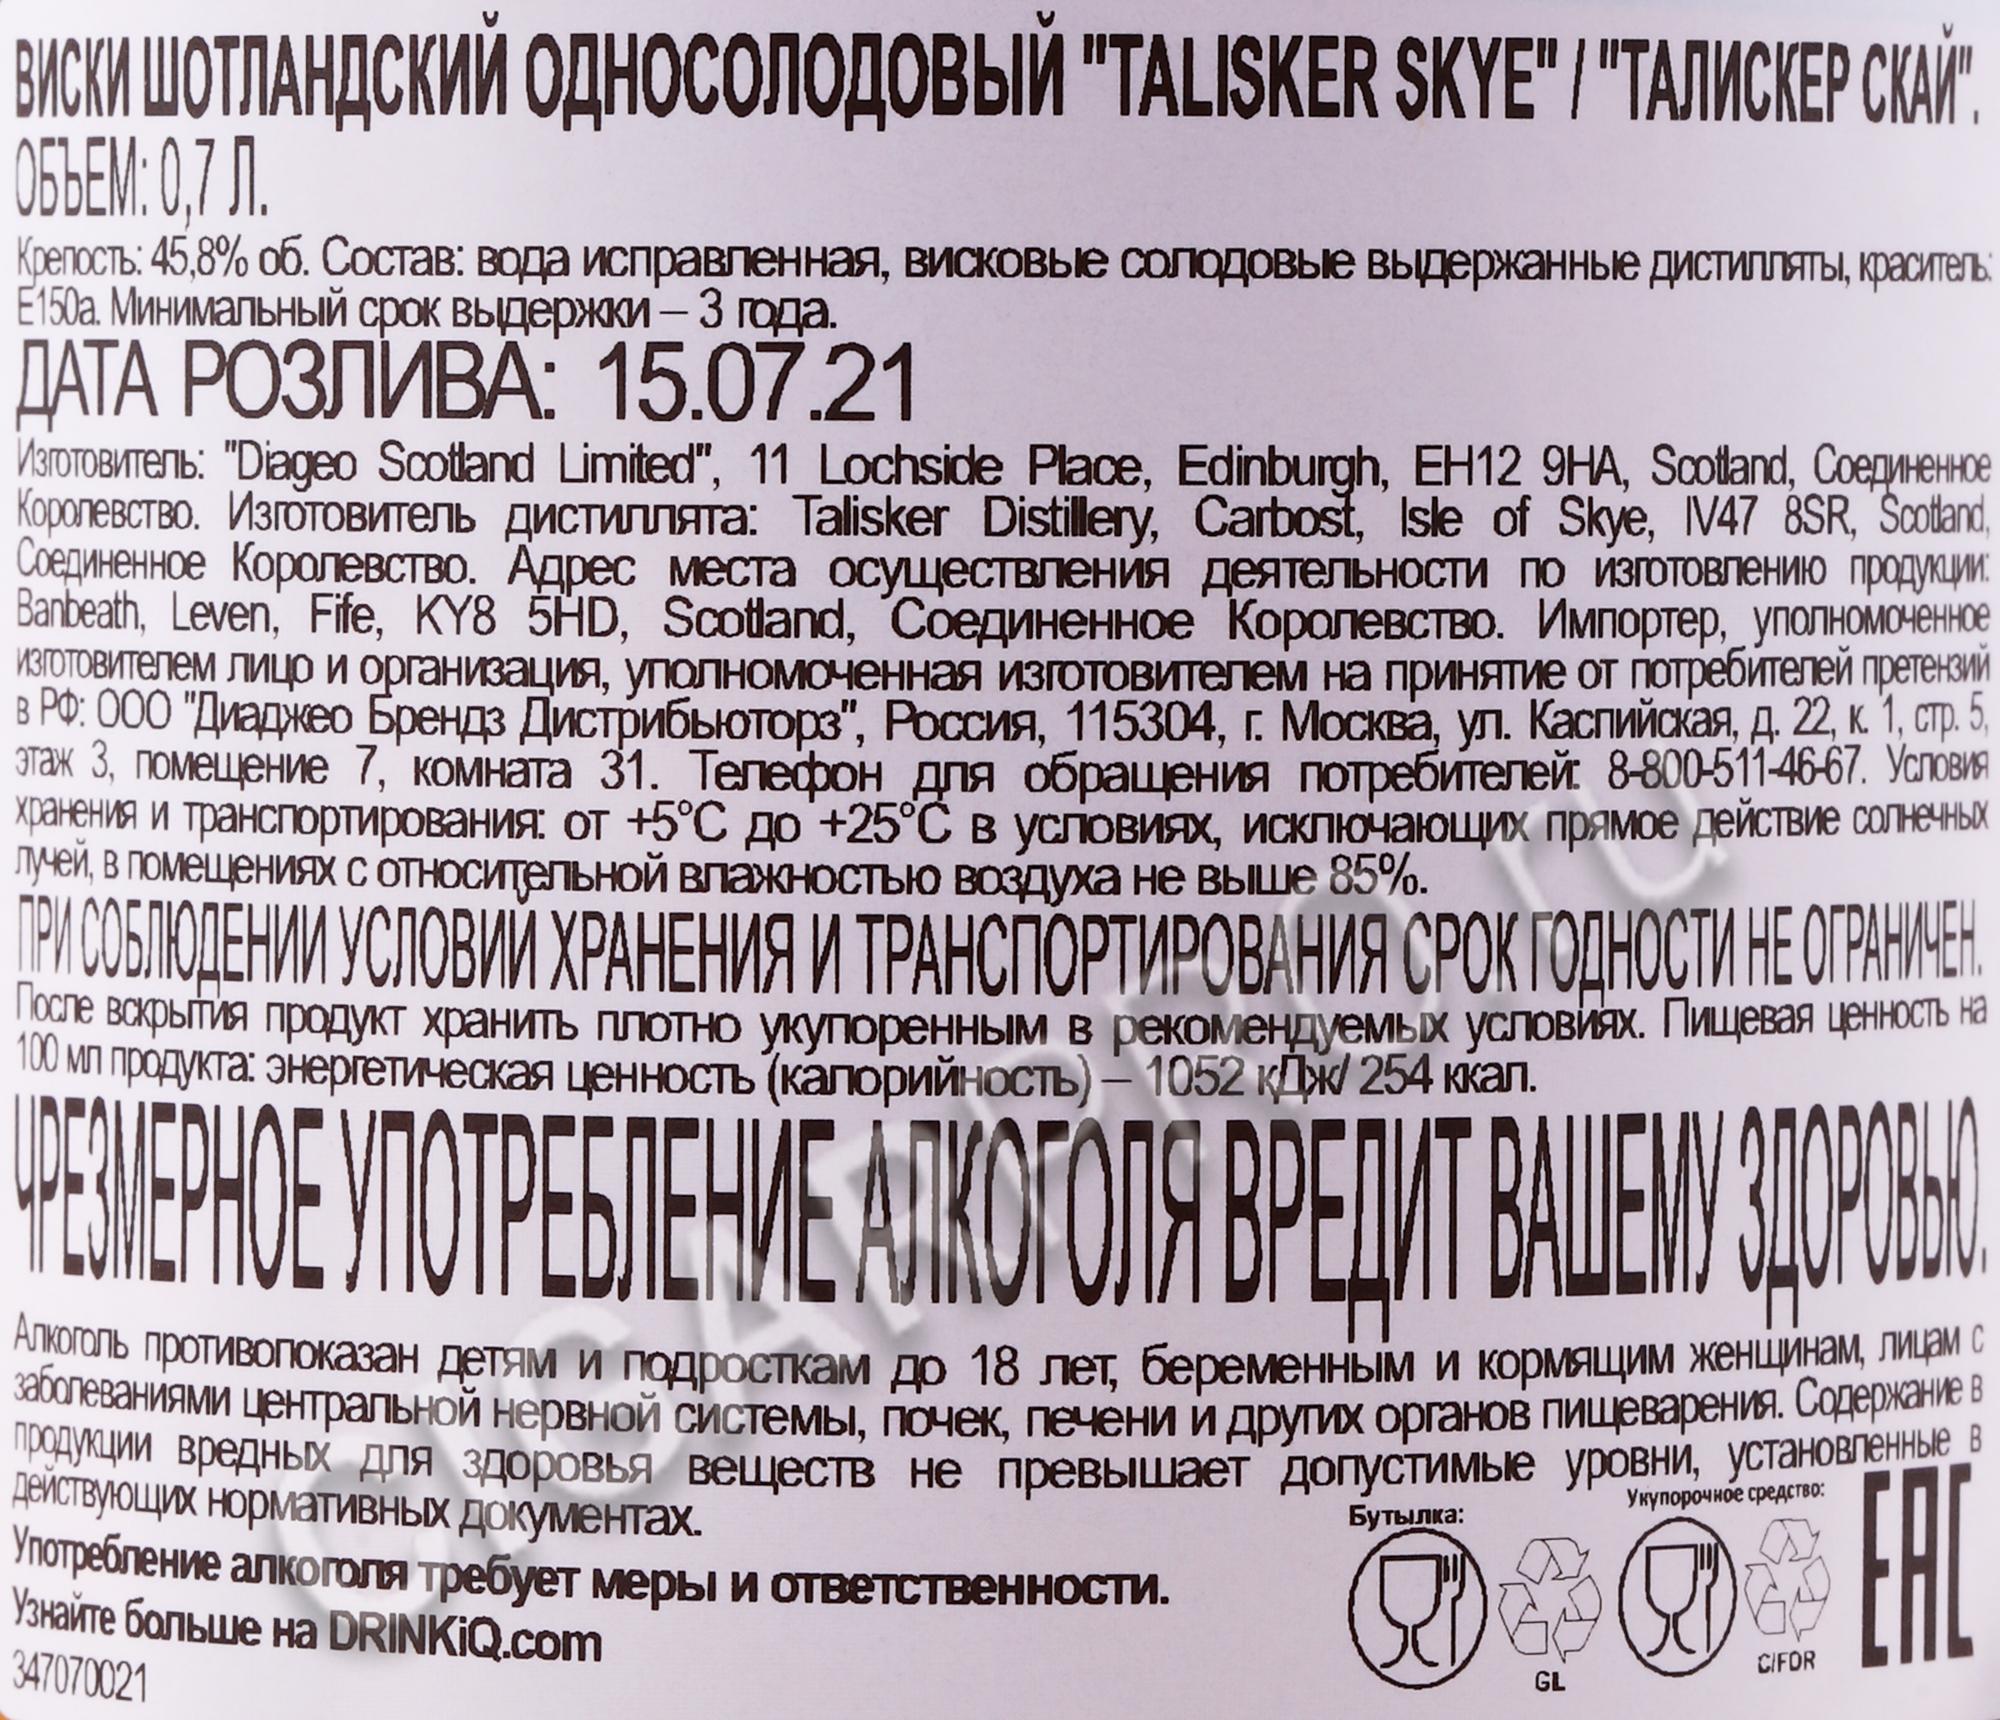 ВИСКИ ШОТЛАНДСКИЙ ОДНОСОЛОДОВЫЙ "TALISKER SKYE" / "ТАЛИСКЕР СКАЙ".
ОБЪЕМ: 0,7 Л.
Крепость: 45,8% об. Состав: вода исправленная, висковые солодовые выдержанные дистилляты, краситель:
E150a. Минимальный срок выдержки – 3 года.
ДАТА РОЗЛИВА: 15.07.21
Изготовитель: "Diageo Scotland Limited", 11 Lochside Place, Edinburgh, EH12 9HA, Scotland, Соединенное
Королевство. Изготовитель дистиллята: Talisker Distillery, Carbost, Isle of Skye, IV47 8SR, Scotland,
Соединенное Королевство. Адрес места осуществления деятельности по изготовлению продукции:
Banbeath, Leven, Fife, KY8 5HD, Scotland, Соединенное Королевство. Импортер, уполномоченное
изготовителем лицо и организация, уполномоченная изготовителем на принятие от потребителей претензий
в РФ: ООО "Диаджео Брендз Дистрибьюторз", Россия, 115304, г. Москва, ул. Каспийская, д. 22, к. 1, стр. 5,
этаж 3, помещение 7, комната 31. Телефон для обращения потребителей: 8-800-511-46-67. Условия
хранения и транспортирования: от +5°C до +25°C в условиях, исключающих прямое действие солнечных
лучей, в помещениях с относительной влажностью воздуха не выше 85%.
ПРИ СОБЛЮДЕНИИ УСЛОВИЙ ХРАНЕНИЯ И ТРАНСПОРТИРОВАНИЯ СРОК ГОДНОСТИ НЕ ОГРАНИЧЕН.
После вскрытия продукт хранить плотно укупоренным в рекомендуемых условиях. Пищевая ценность на
100 мл продукта: энергетическая ценность (калорийность) – 1052 кДж/ 254 ккал.
ЧРЕЗМЕРНОЕ УПОТРЕБЛЕНИЕ АЛКОГОЛЯ ВРЕДИТ ВАШЕМУ ЗДОРОВЬЮ.
Алкоголь противопоказан детям и подросткам до 18 лет, беременным и кормящим женщинам, лицам с
заболеваниями центральной нервной системы, почек, печени и других органов пищеварения. Содержание в
продукции вредных для здоровья веществ не превышает допустимые уровни, установленные в
действующих нормативных документах.
Употребление алкоголя требует меры и ответственности.
Узнайте больше на DRINKiQ.com
347070021
Бутылка:
GL
Укупорочное средство:
C/FOR
EAC
CIGARPRO.ru